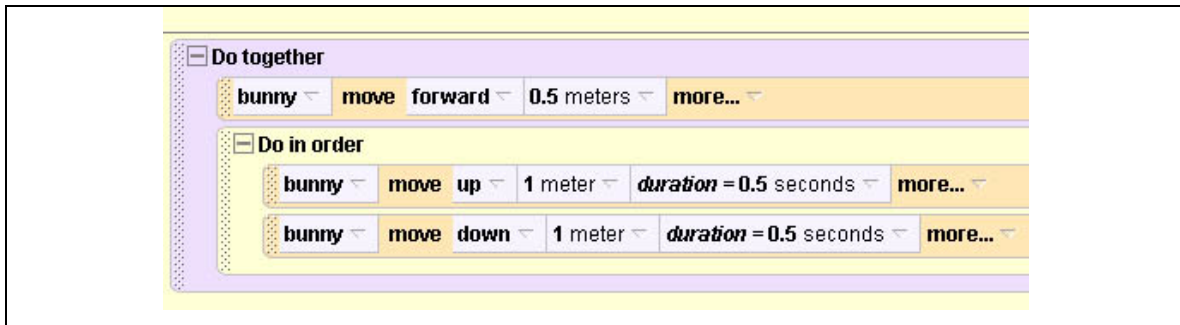 Do together
bunny move forward 0.5 meters more...
Do in order
bunny move up 1 meter duration = 0.5 seconds more...
bunny move down 1 meter duration = 0.5 seconds more...